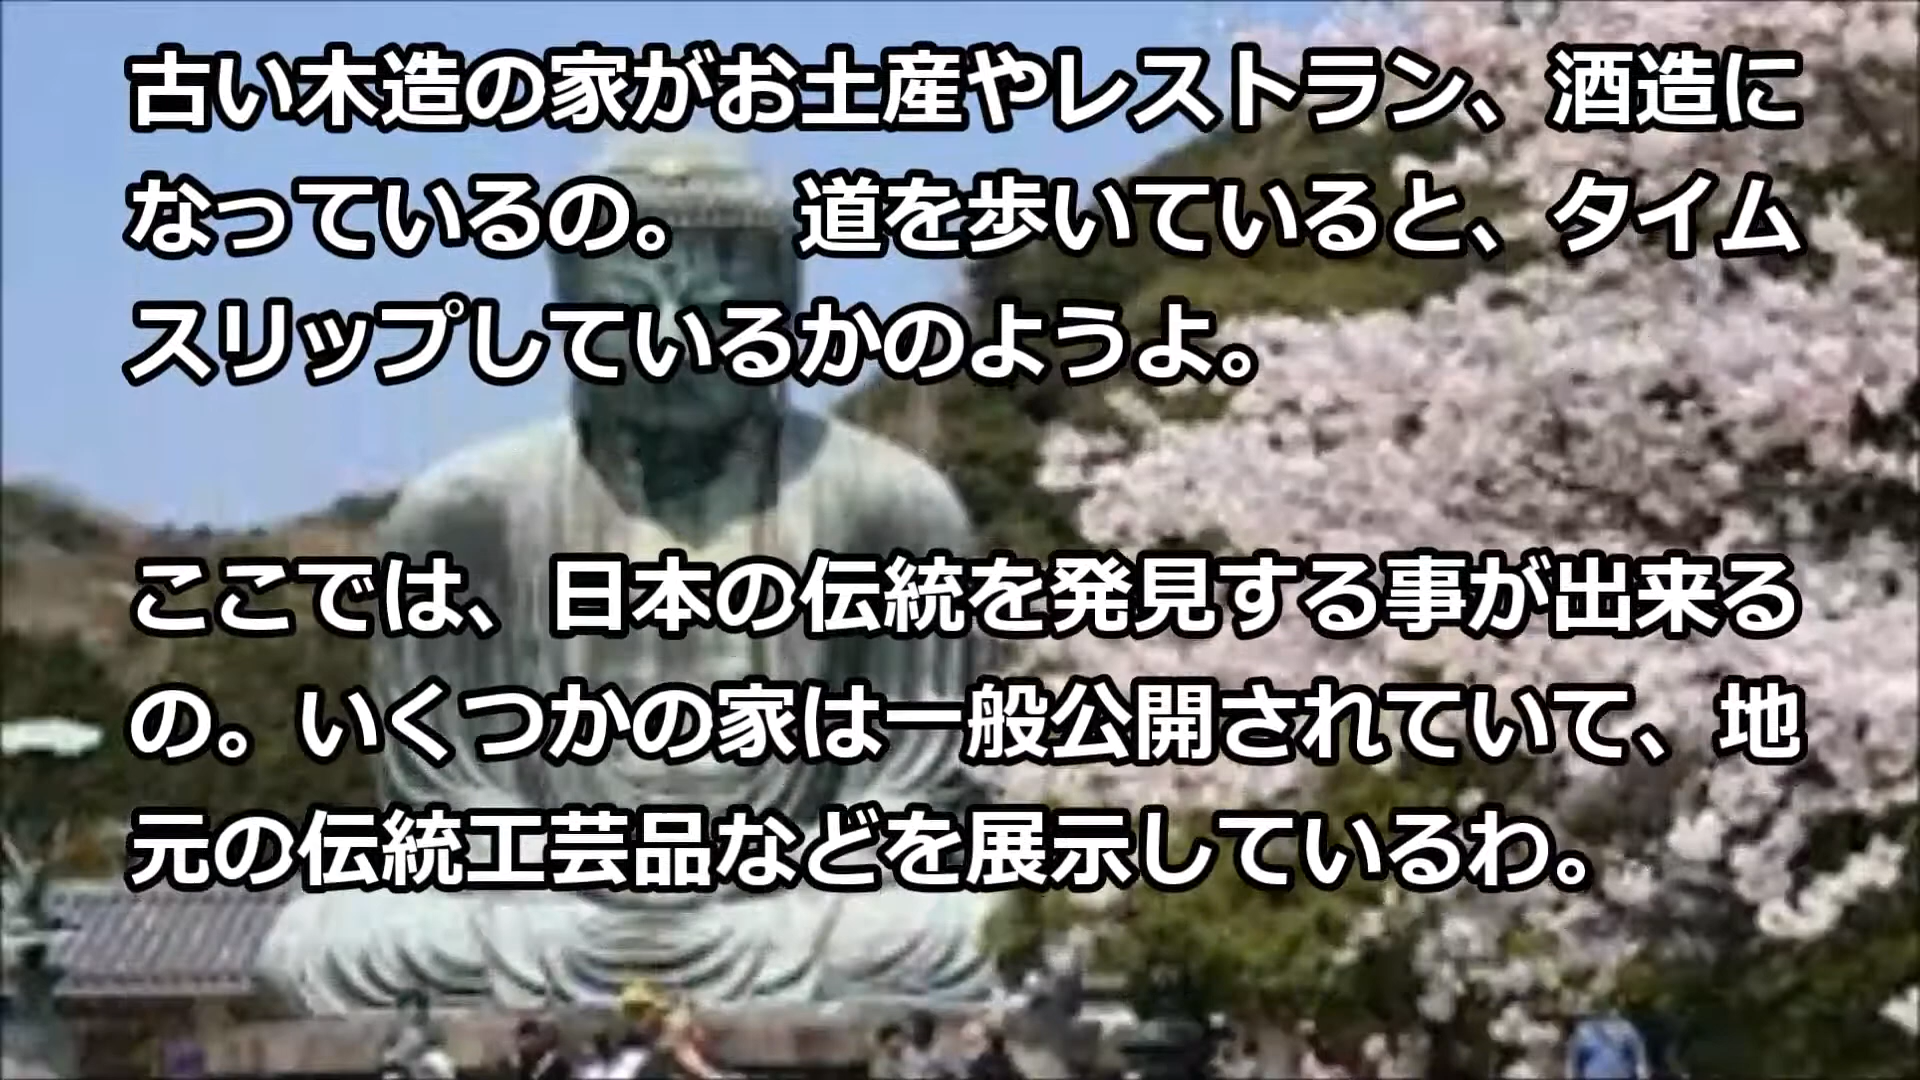 古い木造の家がお土産やレストラン、酒造に
なっているの。　道を歩いていると、タイム
スリップしているかのようよ。
ここでは、日本の伝統を発見する事が出来る
の。いくつかの家は一般公開されていて、地
元の伝統工芸品などを展示しているわ。